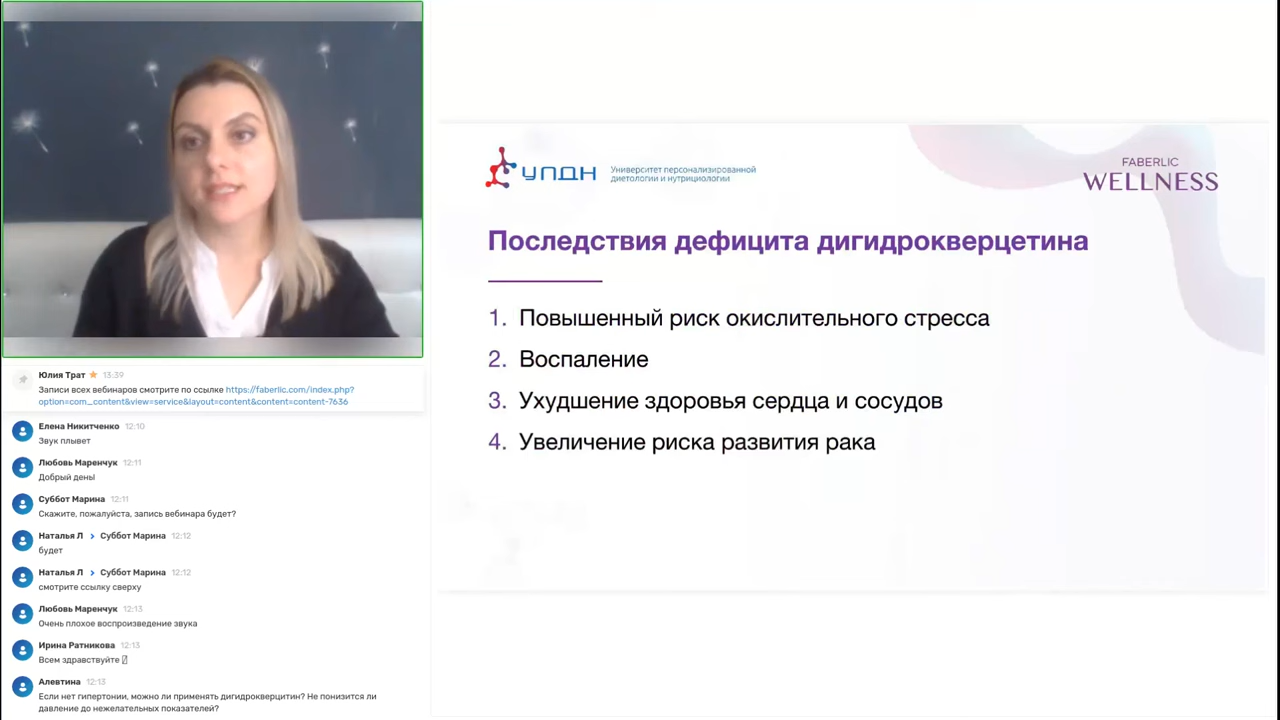 УПДН
Университет персонализированной
диетологии и нутрициологии
FABERLIC
WELLNESS
Последствия дефицита дигидрокверцетина
1. Повышенный риск окислительного стресса
2. Воспаление
3. Ухудшение здоровья сердца и сосудов
4. Увеличение риска развития рака
Юлия Трат 13:39
Записи всех вебинаров смотрите по ссылке https://faberlic.com/index.php?
option=com_content&view=service&layout=content&content=content-7636
Елена Никитченко 12:10
Звук плывет
Любовь Маренчук 12:11
Добрый день!
Суббот Марина 12:11
Скажите, пожалуйста, запись вебинара будет?
Наталья Л > Суббот Марина 12:12
будет
Наталья Л > Суббот Марина 12:12
смотрите ссылку сверху
Любовь Маренчук 12:13
Очень плохое воспроизведение звука
Ирина Ратникова 12:13
Всем здравствуйте
Алевтина 12:13
Если нет гипертонии, можно ли применять дигидрокверцитин? Не понизится ли
давление до нежелательных показателей?